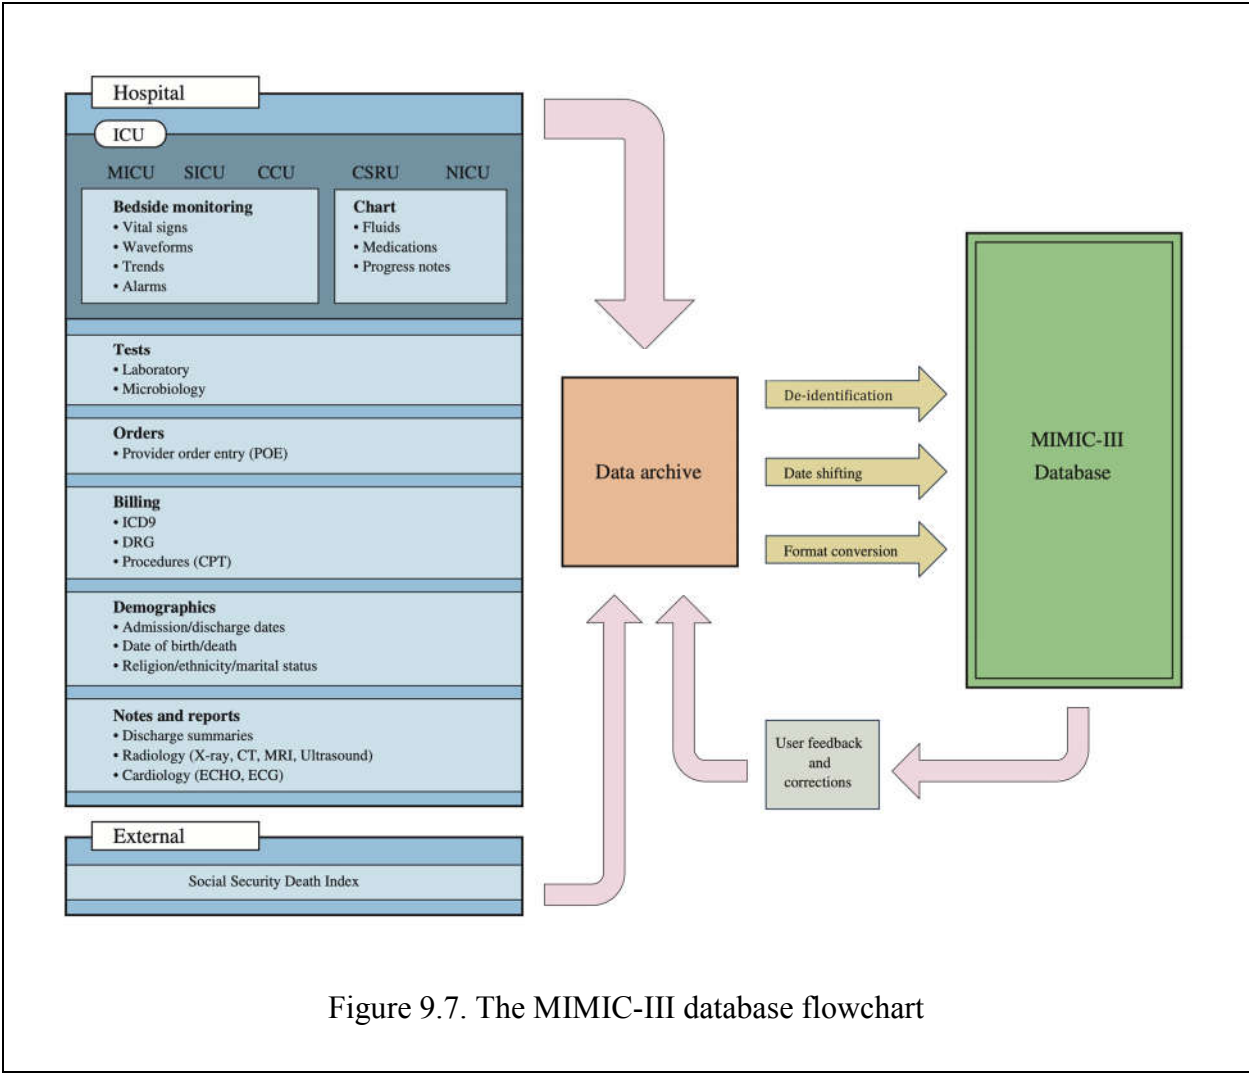 Hospital
ICU
MICU SICU CCU CSRU NICU
Bedside monitoring
• Vital signs
• Waveforms
• Trends
• Alarms
Chart
• Fluids
• Medications
• Progress notes
Tests
• Laboratory
• Microbiology
Orders
• Provider order entry (POE)
Billing
• ICD9
• DRG
• Procedures (CPT)
Demographics
• Admission/discharge dates
• Date of birth/death
• Religion/ethnicity/marital status
Notes and reports
• Discharge summaries
• Radiology (X-ray, CT, MRI, Ultrasound)
• Cardiology (ECHO, ECG)
External
Social Security Death Index
Data archive
De-identification
Date shifting
Format conversion
MIMIC-III
Database
User feedback
and
corrections
Figure 9.7. The MIMIC-III database flowchart